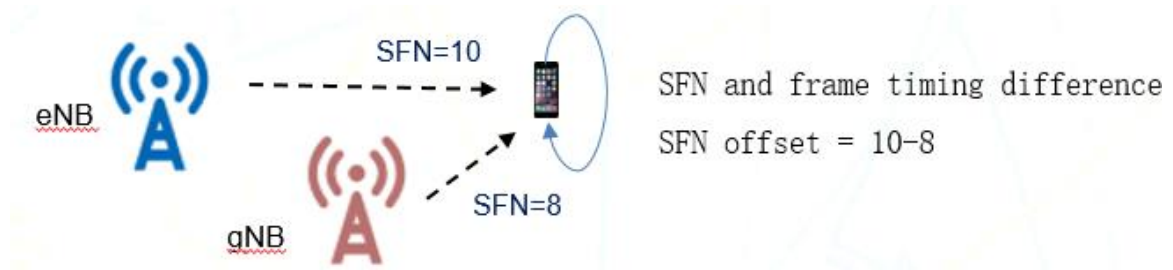 SFN=10
SFN and frame timing difference
eNB
SFN offset = 10-8
SFN=8
gNB